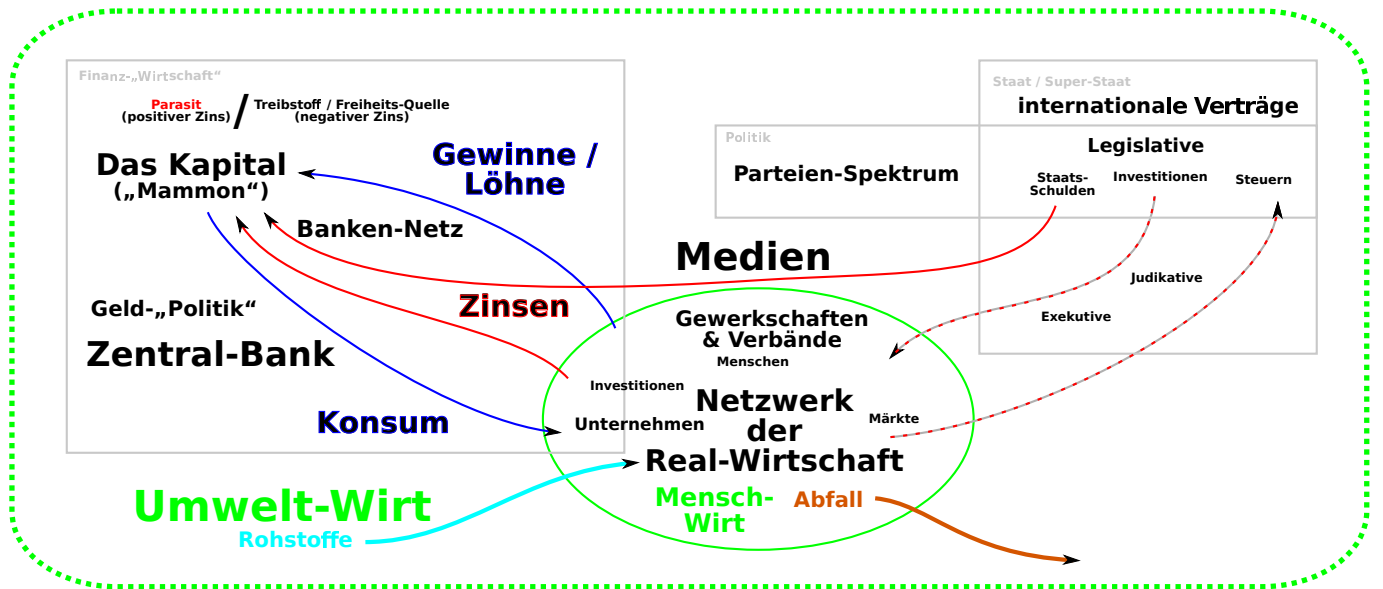 Finanz-„Wirtschaft“
Parasit
(positiver Zins)
/
Treibstoff / Freiheits-Quelle
(negativer Zins)
Das Kapital
(„Mammon“)
Gewinne /
Löhne
Banken-Netz
Zinsen
Geld-„Politik“
Zentral-Bank
Konsum
Staat / Super-Staat
internationale Verträge
Politik
Parteien-Spektrum
Legislative
Staats-
Schulden
Investitionen
Steuern
Judikative
Exekutive
Medien
Gewerkschaften
& Verbände
Menschen
Investitionen
Unternehmen
Netzwerk
der
Real-Wirtschaft
Märkte
Mensch-
Wirt
Abfall
Umwelt-Wirt
Rohstoffe